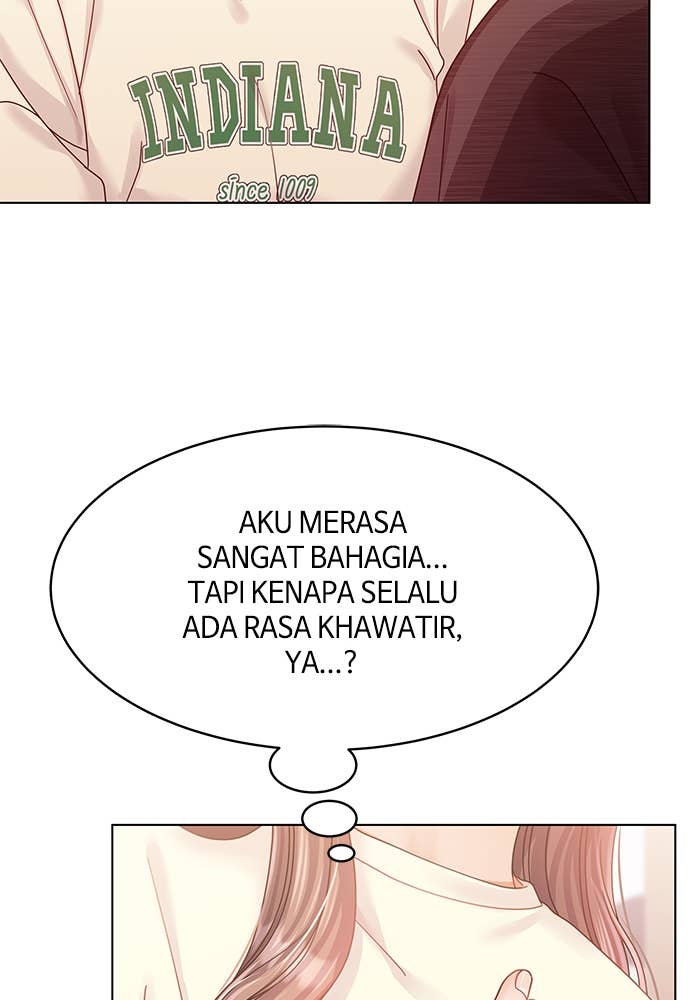 INDIANA
since 1009
AKU MERASA
SANGAT BAHAGIA...
TAPI KENAPA SELALU
ADA RASA KHAWATIR,
YA...?